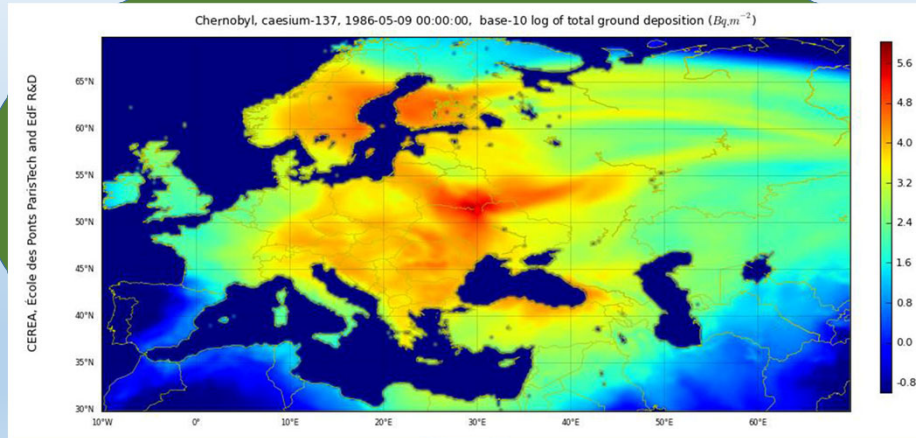 Chernobyl, caesium-137, 1986-05-09 00:00:00, base-10 log of total ground deposition (Bq.m⁻²)
CEREA, École des Ponts ParisTech and EdF R&D
65°N
60°N
55°N
50°N
45°N
40°N
35°N
30°N
10°W
0°
10°E
20°E
30°E
40°E
50°E
60°E
5.6
4.8
4.0
3.2
2.4
1.6
0.8
0.0
-0.8